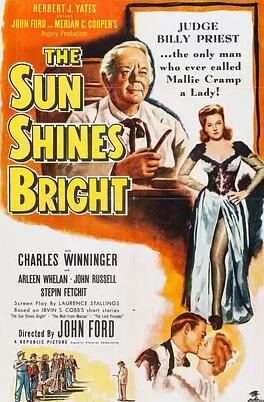 HERBERT J. YATES
presents
JOHN FORD and MERIAN C. COOPER'S
Argosy Production
THE
SUN
SHINES
BRIGHT
JUDGE
BILLY PRIEST
...the only man
who ever called
Mallie Cramp
a Lady!
with
CHARLES WINNINGER
and
ARLEEN WHELAN · JOHN RUSSELL
STEPIN FETCHIT
Screen Play by LAURENCE STALLINGS
Based on IRVIN S. COBB'S short stories
"The Sun Shines Bright" · "The Mob From Massac" · "The Lord Provides"
Directed By JOHN FORD
A REPUBLIC PICTURE